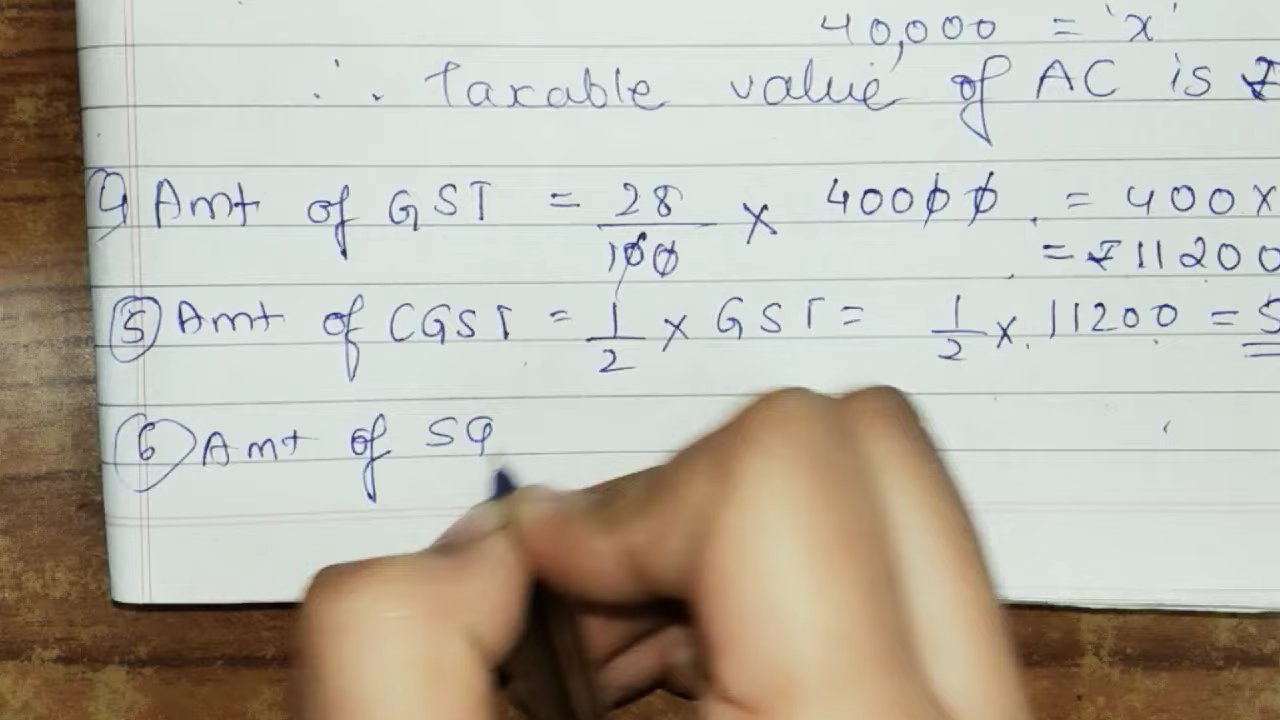 40,000 = 'x'
∴ Taxable value of AC is ₹
4 Amt of GST = 28/100 × 40000 = 400 ×
= ₹ 11200
5 Amt of CGST = 1/2 × GST = 1/2 × 11200 = 5
6 Amt of SG